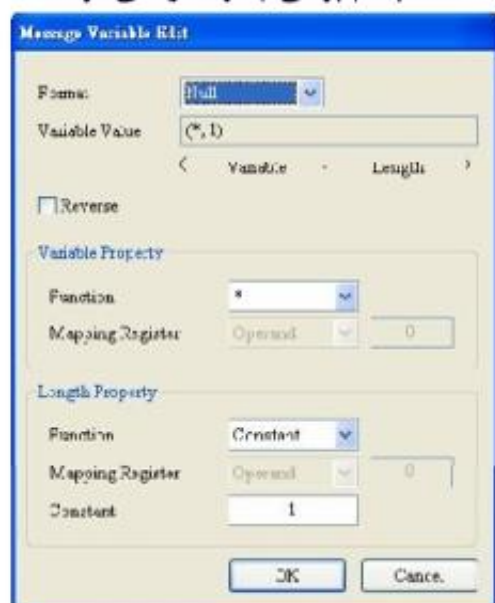 Message Variable Edit
Format Null
Variable Value (*, 1)
< Variable - Length >
Reverse
Variable Property
Function *
Mapping Register Operand 0
Length Property
Function Constant
Mapping Register Operand 0
Constant 1
OK Cancel